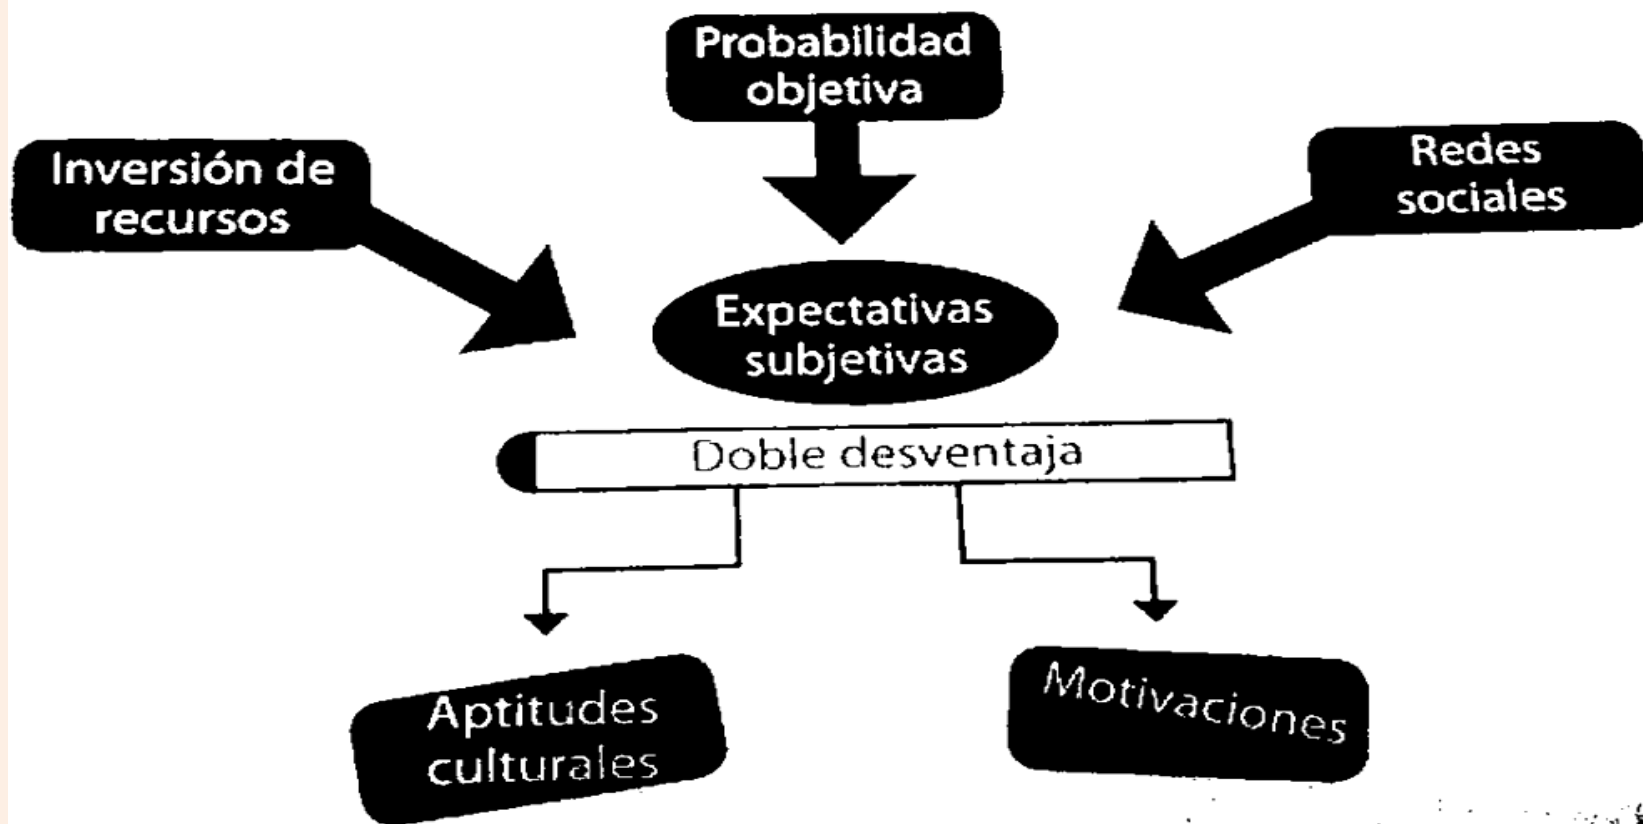 Probabilidad
objetiva
Inversión de
recursos
Redes
sociales
Expectativas
subjetivas
Doble desventaja
Aptitudes
culturales
Motivaciones